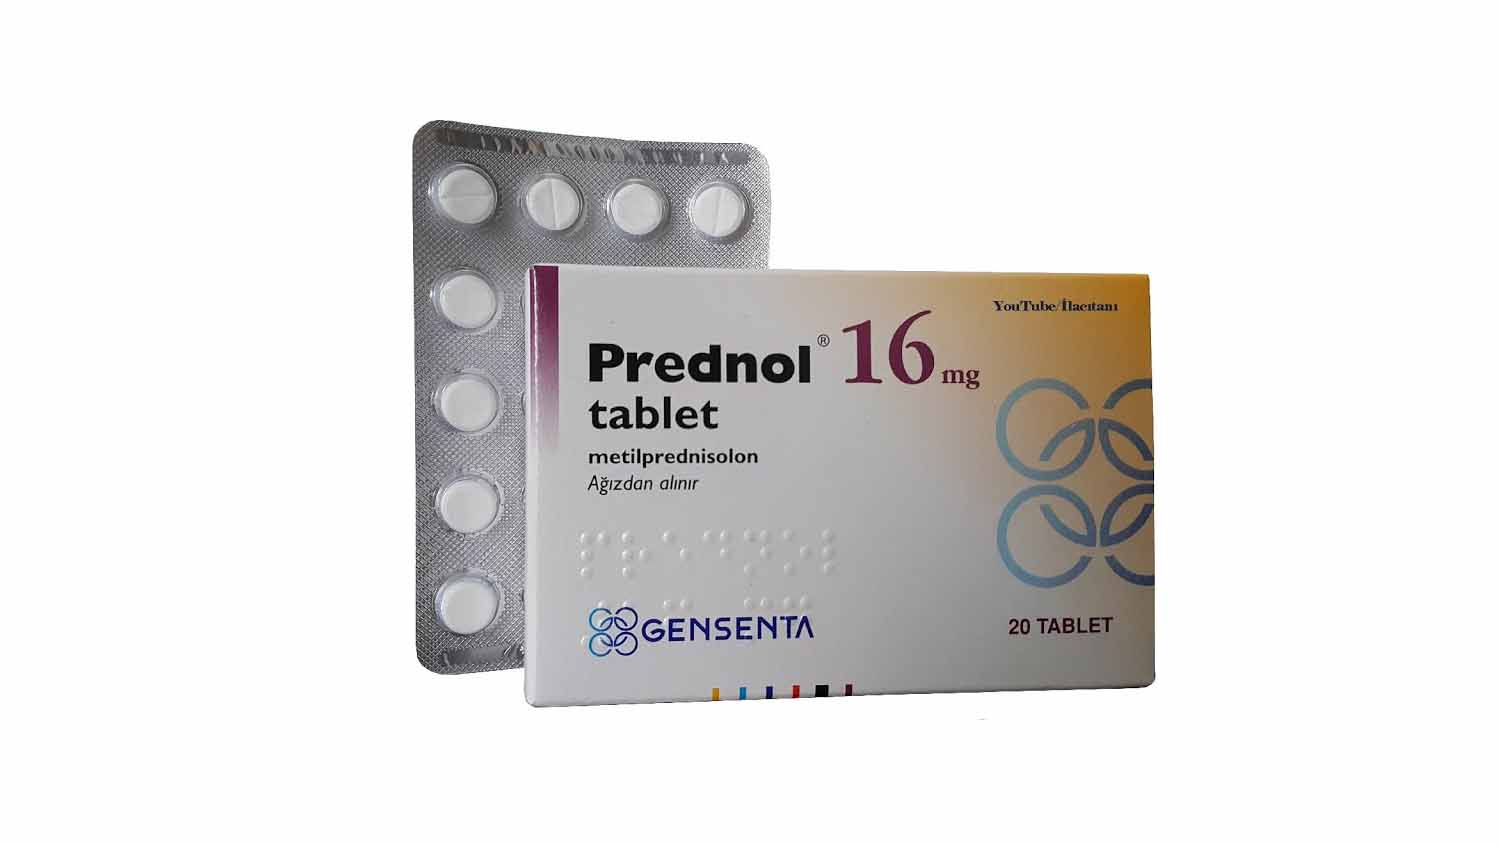 YouTube/İlacıtanı
Prednol® 16 mg
tablet
metilprednisolon
Ağızdan alınır
GENSENTA
20 TABLET